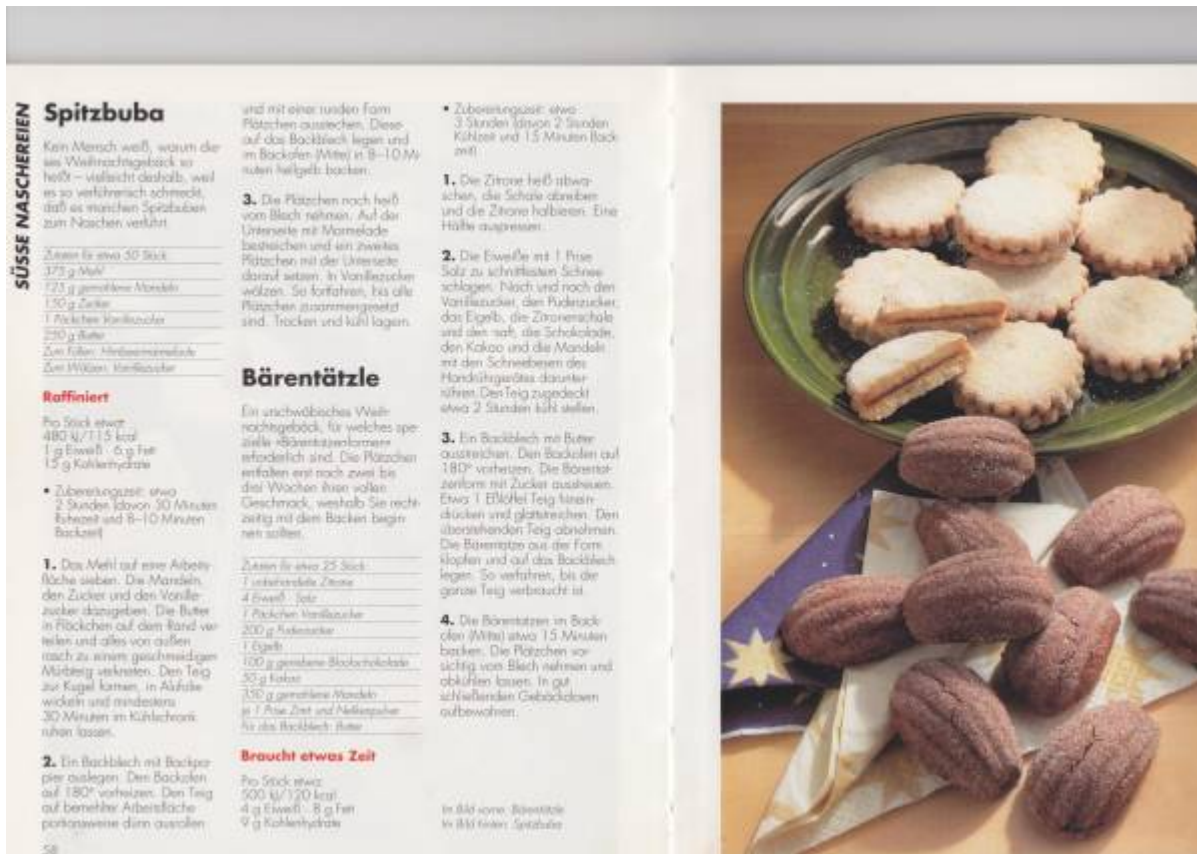 SÜSSE NASCHEREIEN
Spitzbuba
Kein Mensch weiß, warum die-
ses Weihnachtsgebäck so
heißt – vielleicht deshalb, weil
es so verführerisch schmeckt,
daß es manchen Spitzbuben
zum Naschen verführt.
Zutaten für etwa 50 Stück:
375 g Mehl
125 g gemahlene Mandeln
150 g Zucker
1 Päckchen Vanillezucker
250 g Butter
Zum Füllen: Himbeermarmelade
Zum Wälzen: Vanillezucker
Raffiniert
Pro Stück etwa:
480 kJ/115 kcal
1 g Eiweiß · 6 g Fett
15 g Kohlenhydrate
• Zubereitungszeit: etwa
2 Stunden (davon 30 Minuten
Ruhezeit und 8–10 Minuten
Backzeit)
1. Das Mehl auf eine Arbeits-
fläche sieben. Die Mandeln,
den Zucker und den Vanille-
zucker dazugeben. Die Butter
in Flöckchen auf dem Rand ver-
teilen und alles von außen
rasch zu einem geschmeidigen
Mürbteig verkneten. Den Teig
zur Kugel formen, in Alufolie
wickeln und mindestens
30 Minuten im Kühlschrank
ruhen lassen.
2. Ein Backblech mit Backpa-
pier auslegen. Den Backofen
auf 180° vorheizen. Den Teig
auf bemehlter Arbeitsfläche
portionsweise dünn ausrollen
und mit einer runden Form
Plätzchen ausstechen. Diese
auf das Backblech legen und
im Backofen (Mitte) in 8–10 Mi-
nuten hellgelb backen.
3. Die Plätzchen noch heiß
vom Blech nehmen. Auf der
Unterseite mit Marmelade
bestreichen und ein zweites
Plätzchen mit der Unterseite
darauf setzen. In Vanillezucker
wälzen. So fortfahren, bis alle
Plätzchen zusammengesetzt
sind. Trocken und kühl lagern.
Bärentätzle
Ein urschwäbisches Weih-
nachtsgebäck, für welches spe-
zielle »Bärentatzenformen«
erforderlich sind. Die Plätzchen
entfalten erst nach zwei bis
drei Wochen ihren vollen
Geschmack, weshalb Sie recht-
zeitig mit dem Backen begin-
nen sollten.
Zutaten für etwa 25 Stück:
1 unbehandelte Zitrone
4 Eiweiß · Salz
1 Päckchen Vanillezucker
200 g Puderzucker
1 Eigelb
100 g geriebene Blockschokolade
50 g Kakao
350 g gemahlene Mandeln
je 1 Prise Zimt und Nelkenpulver
Für das Backblech: Butter
Braucht etwas Zeit
Pro Stück etwa:
500 kJ/120 kcal
4 g Eiweiß · 8 g Fett
9 g Kohlenhydrate
• Zubereitungszeit: etwa
3 Stunden (davon 2 Stunden
Kühlzeit und 15 Minuten Back-
zeit)
1. Die Zitrone heiß abwa-
schen, die Schale abreiben
und die Zitrone halbieren. Eine
Hälfte auspressen.
2. Die Eiweiße mit 1 Prise
Salz zu schnittfestem Schnee
schlagen. Nach und nach den
Vanillezucker, den Puderzucker,
das Eigelb, die Zitronenschale
und den -saft, die Schokolade,
den Kakao und die Mandeln
mit den Schneebesen des
Handrührgerätes darunter-
rühren. Den Teig zugedeckt
etwa 2 Stunden kühl stellen.
3. Ein Backblech mit Butter
ausstreichen. Den Backofen auf
180° vorheizen. Die Bärentat-
zenform mit Zucker ausstreuen.
Etwa 1 Eßlöffel Teig hinein-
drücken und glattstreichen. Den
überstehenden Teig abnehmen.
Die Bärentatze aus der Form
klopfen und auf das Backblech
legen. So verfahren, bis der
ganze Teig verbraucht ist.
4. Die Bärentatzen im Back-
ofen (Mitte) etwa 15 Minuten
backen. Die Plätzchen vor-
sichtig vom Blech nehmen und
abkühlen lassen. In gut
schließenden Gebäckdosen
aufbewahren.
Im Bild vorne: Bärentätzle
Im Bild hinten: Spitzbuba
58